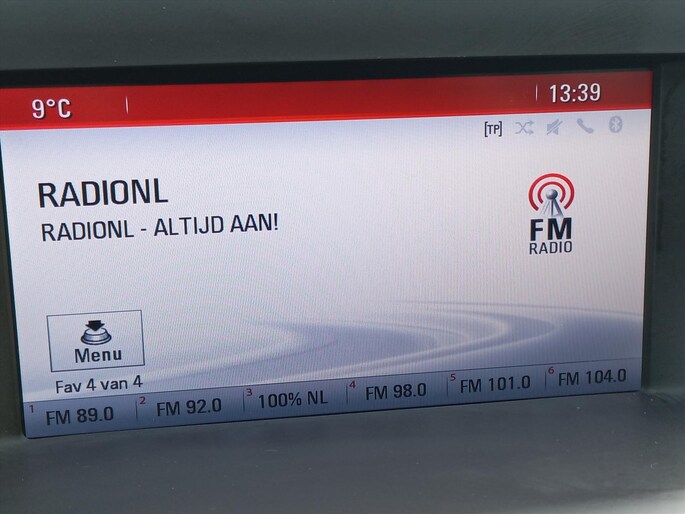 9°C 13:39
[TP]
RADIONL
RADIONL - ALTIJD AAN!
FM
RADIO
Menu
Fav 4 van 4
1 FM 89.0 2 FM 92.0 3 100% NL 4 FM 98.0 5 FM 101.0 6 FM 104.0